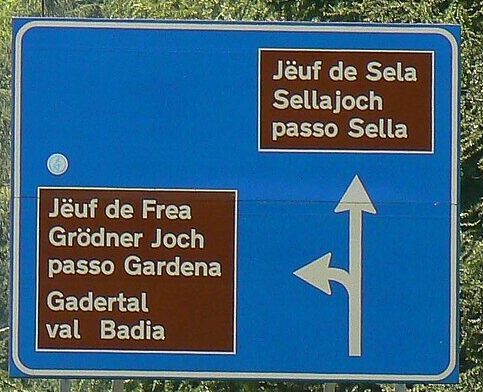 Jëuf de Sela
Sellajoch
passo Sella
Jëuf de Frea
Grödner Joch
passo Gardena
Gadertal
val Badia